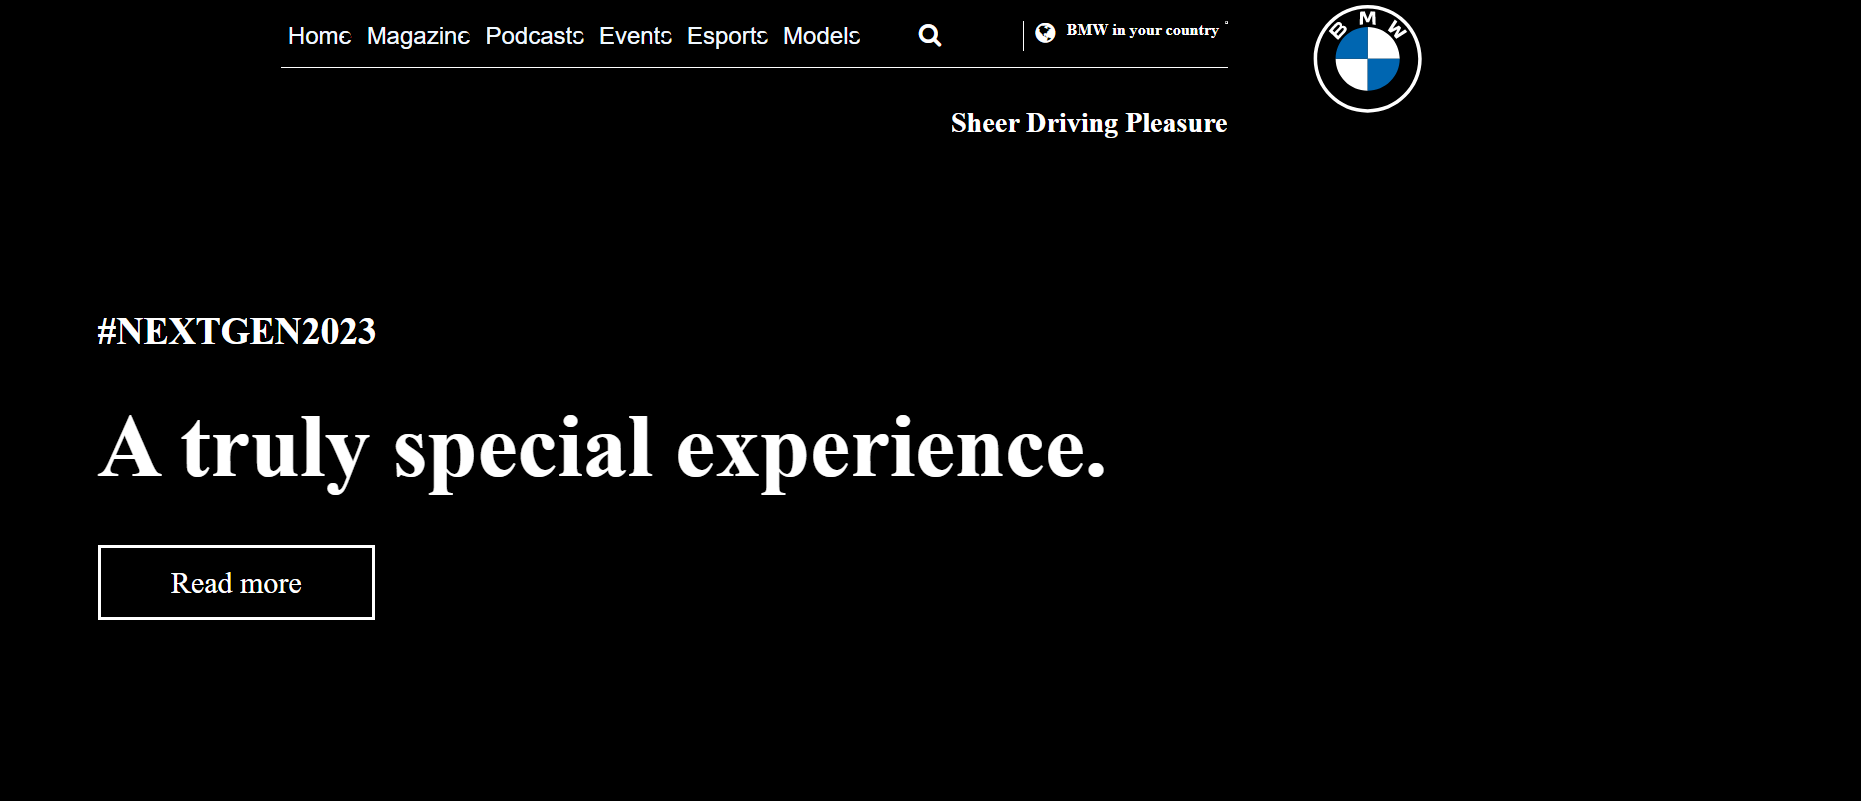 Home Magazine Podcasts Events Esports Models BMW in your country
BMW
Sheer Driving Pleasure
#NEXTGEN2023
A truly special experience.
Read more